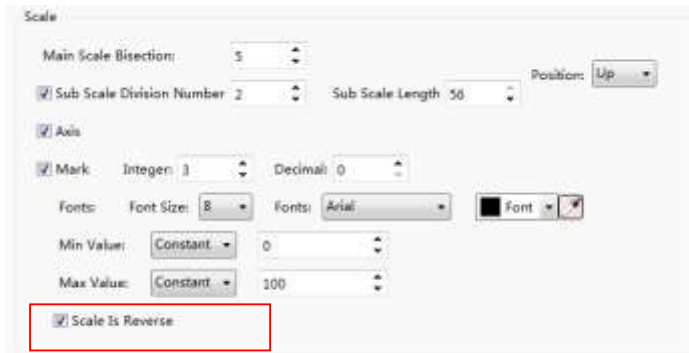 Scale
Main Scale Bisection: 5
Position: Up
Sub Scale Division Number 2 Sub Scale Length 56
Axis
Mark Integer: 3 Decimal: 0
Fonts: Font Size: 8 Fonts: Arial Font
Min Value: Constant 0
Max Value: Constant 100
Scale Is Reverse